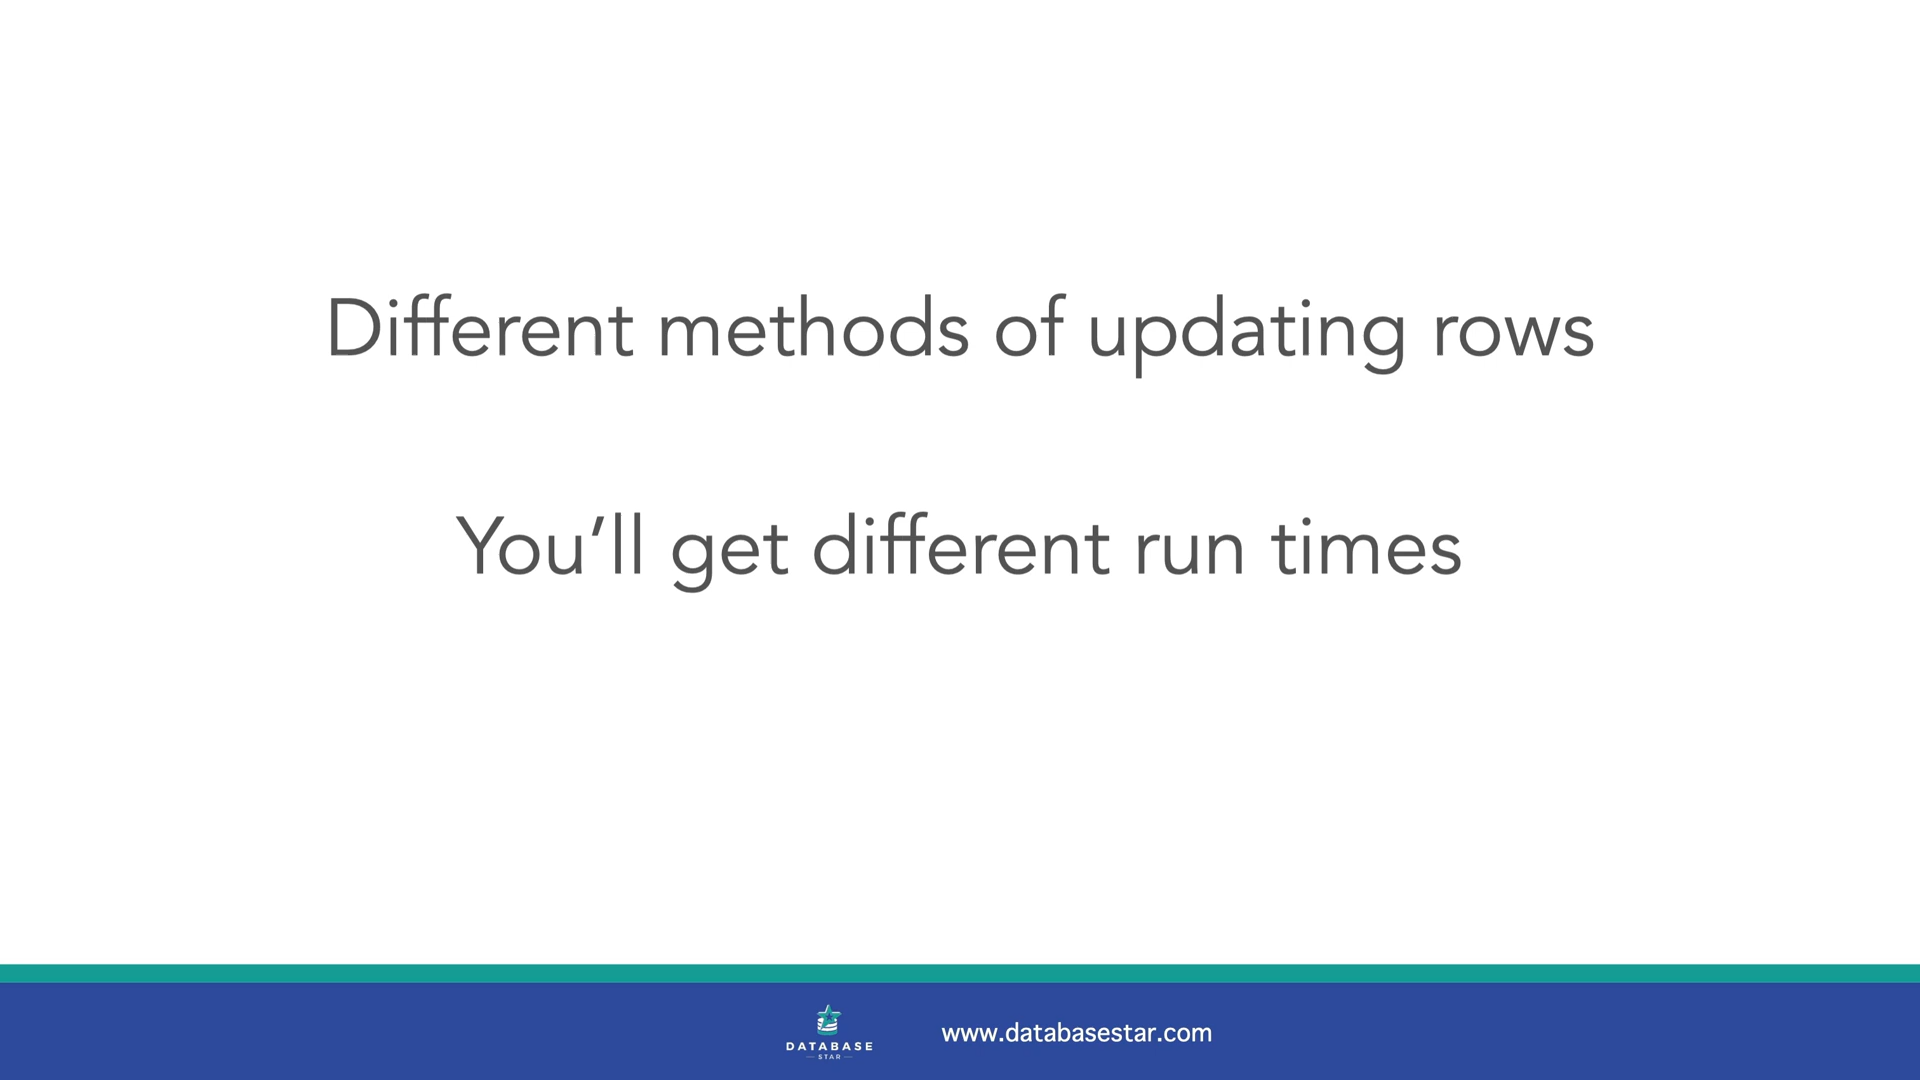 Different methods of updating rows
You’ll get different run times
DATABASE
STAR
www.databasestar.com